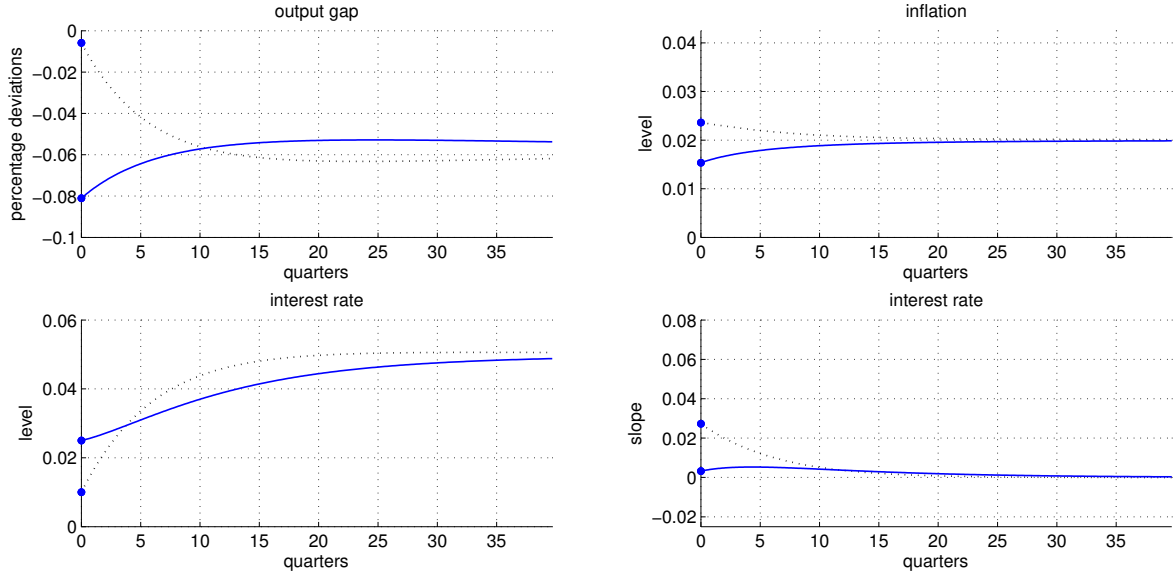 output gap
percentage deviations
0
−0.02
−0.04
−0.06
−0.08
−0.1
0 5 10 15 20 25 30 35
quarters
inflation
level
0.04
0.03
0.02
0.01
0
0 5 10 15 20 25 30 35
quarters
interest rate
level
0.06
0.04
0.02
0
0 5 10 15 20 25 30 35
quarters
interest rate
slope
0.08
0.06
0.04
0.02
0
−0.02
0 5 10 15 20 25 30 35
quarters